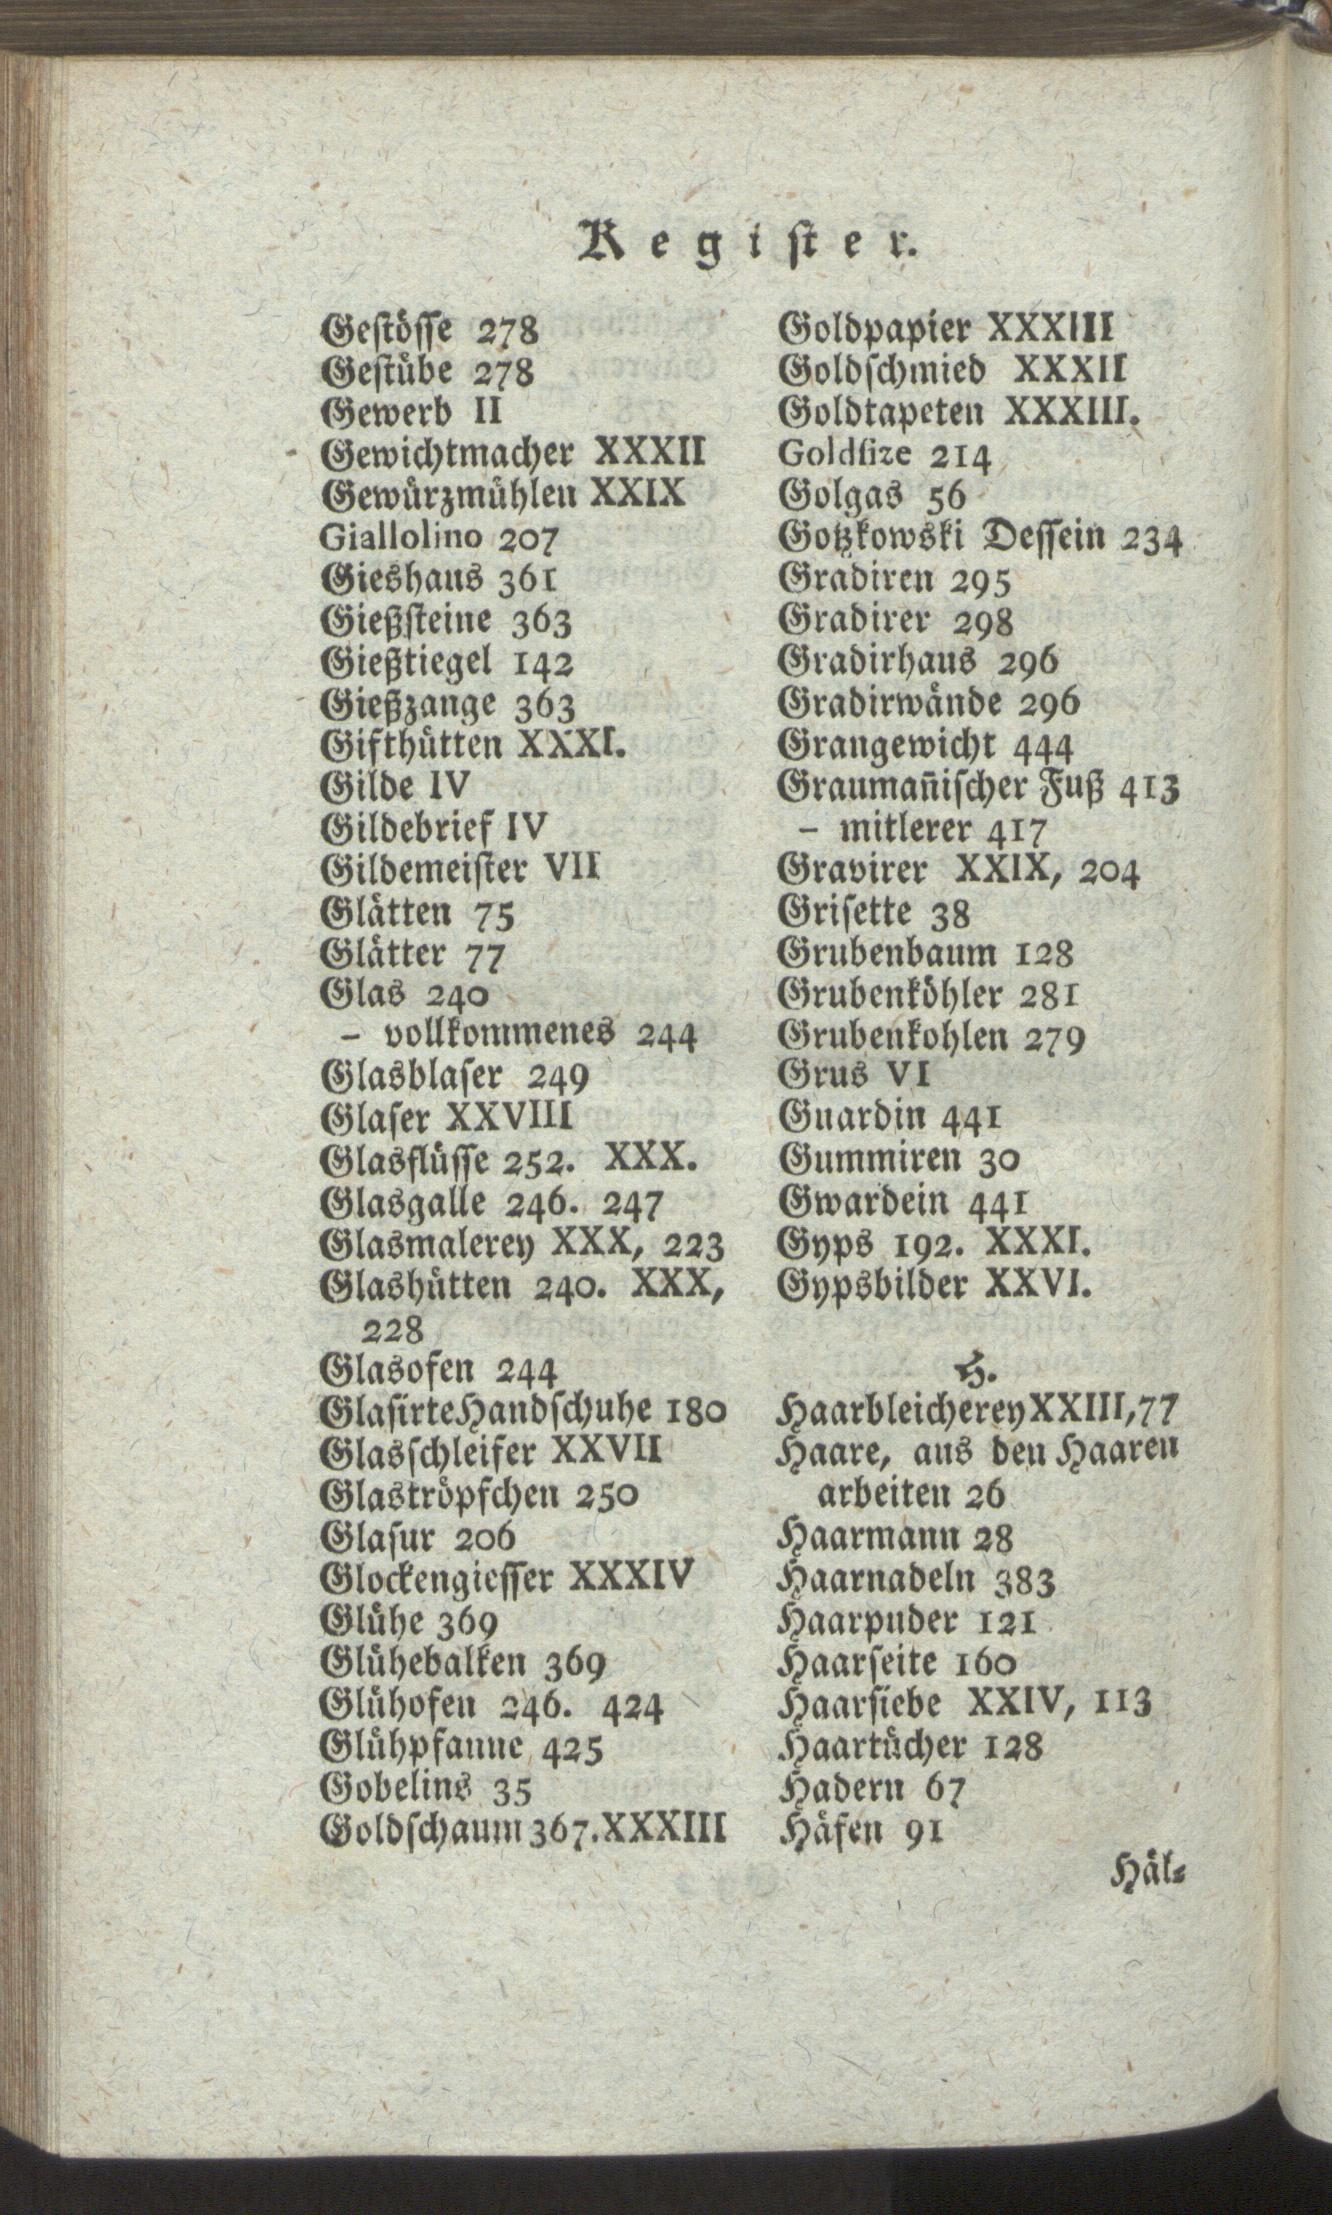 Register.
Gestösse 278
Gestübe 278
Gewerb II
Gewichtmacher XXXII
Gewürzmühlen XXIX
Giallolino 207
Gieshaus 361
Gießsteine 363
Gießtiegel 142
Gießzange 363
Gifthütten XXXI.
Gilde IV
Gildebrief IV
Gildemeister VII
Glätten 75
Glätter 77
Glas 240
– vollkommenes 244
Glasblaser 249
Glaser XXVIII
Glasflüsse 252. XXX.
Glasgalle 246. 247
Glasmalerey XXX, 223
Glashütten 240. XXX,
228
Glasofen 244
Glasirte Handschuhe 180
Glasschleifer XXVII
Glaströpfchen 250
Glasur 206
Glockengiesser XXXIV
Glühe 369
Glühebalken 369
Glühofen 246. 424
Glühpfanne 425
Gobelins 35
Goldschaum 367. XXXIII
Goldpapier XXXIII
Goldschmied XXXII
Goldtapeten XXXIII.
Goldsize 214
Golgas 56
Gotzkowski Dessein 234
Gradiren 295
Gradirer 298
Gradirhaus 296
Gradirwände 296
Grangewicht 444
Grauman̄ischer Fuß 413
– mitlerer 417
Gravirer XXIX, 204
Grisette 38
Grubenbaum 128
Grubenköhler 281
Grubenkohlen 279
Grus VI
Guardin 441
Gummiren 30
Gwardein 441
Gyps 192. XXXI.
Gypsbilder XXVI.
H.
Haarbleicherey XXIII, 77
Haare, aus den Haaren
arbeiten 26
Haarmann 28
Haarnadeln 383
Haarpuder 121
Haarseite 160
Haarsiebe XXIV, 113
Haartücher 128
Hadern 67
Häfen 91
Häl-